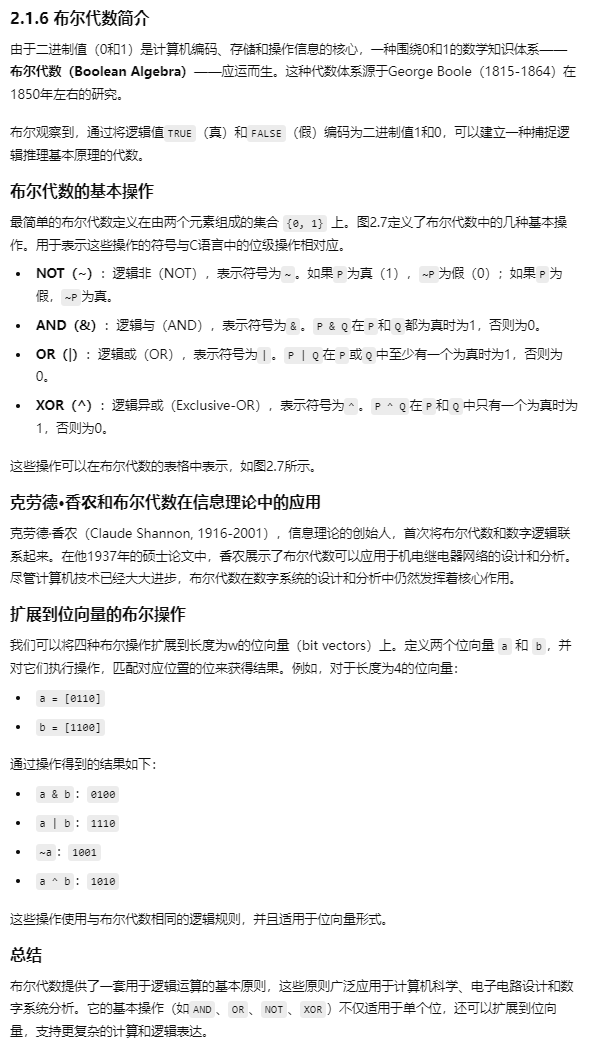 2.1.6 布尔代数简介
由于二进制值（0和1）是计算机编码、存储和操作信息的核心，一种围绕0和1的数学知识体系——
布尔代数（Boolean Algebra）——应运而生。这种代数体系源于George Boole（1815-1864）在
1850年左右的研究。
布尔观察到，通过将逻辑值 TRUE （真）和 FALSE （假）编码为二进制值1和0，可以建立一种捕捉逻
辑推理基本原理的代数。
布尔代数的基本操作
最简单的布尔代数定义在由两个元素组成的集合 {0, 1} 上。图2.7定义了布尔代数中的几种基本操
作。用于表示这些操作的符号与C语言中的位级操作相对应。
• NOT（~）：逻辑非（NOT），表示符号为 ~ 。如果 P 为真（1）， ~P 为假（0）；如果 P 为
假， ~P 为真。
• AND（&）：逻辑与（AND），表示符号为 & 。 P & Q 在 P 和 Q 都为真时为1，否则为0。
• OR（|）：逻辑或（OR），表示符号为 | 。 P | Q 在 P 或 Q 中至少有一个为真时为1，否则为
0。
• XOR（^）：逻辑异或（Exclusive-OR），表示符号为 ^ 。 P ^ Q 在 P 和 Q 中只有一个为真时为
1，否则为0。
这些操作可以在布尔代数的表格中表示，如图2.7所示。
克劳德·香农和布尔代数在信息理论中的应用
克劳德·香农（Claude Shannon, 1916-2001），信息理论的创始人，首次将布尔代数和数字逻辑联
系起来。在他1937年的硕士论文中，香农展示了布尔代数可以应用于机电继电器网络的设计和分析。
尽管计算机技术已经大大进步，布尔代数在数字系统的设计和分析中仍然发挥着核心作用。
扩展到位向量的布尔操作
我们可以将四种布尔操作扩展到长度为w的位向量（bit vectors）上。定义两个位向量 a 和 b ，并
对它们执行操作，匹配对应位置的位来获得结果。例如，对于长度为4的位向量：
• a = [0110]
• b = [1100]
通过操作得到的结果如下：
• a & b ： 0100
• a | b ： 1110
• ~a ： 1001
• a ^ b ： 1010
这些操作使用与布尔代数相同的逻辑规则，并且适用于位向量形式。
总结
布尔代数提供了一套用于逻辑运算的基本原则，这些原则广泛应用于计算机科学、电子电路设计和数
字系统分析。它的基本操作（如 AND 、 OR 、 NOT 、 XOR ）不仅适用于单个位，还可以扩展到位向
量，支持更复杂的计算和逻辑表达。